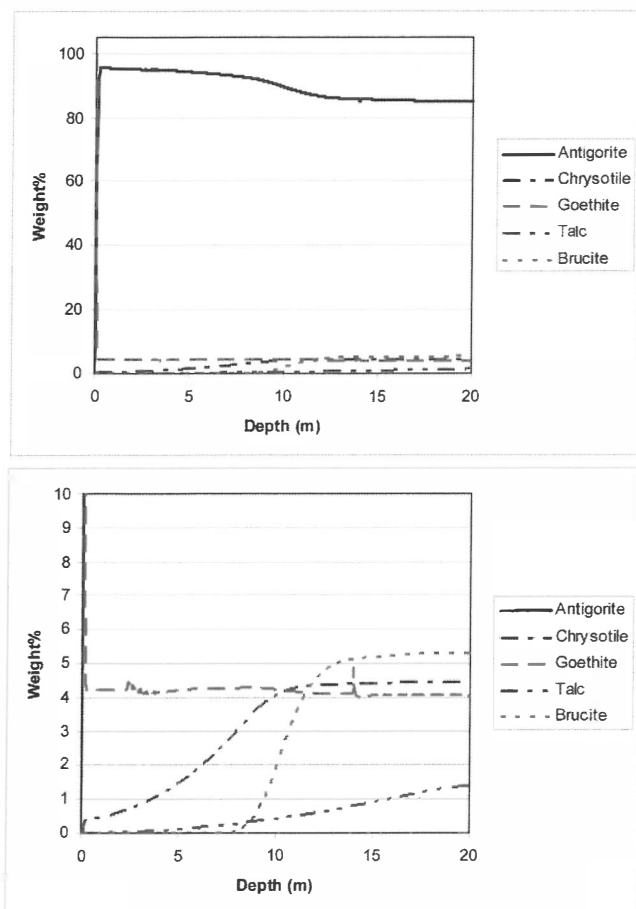 100
80
60
40
20
0
Weight%
0 5 10 15 20
Depth (m)
Antigorite
Chrysotile
Goethite
Talc
Brucite
10
9
8
7
6
5
4
3
2
1
0
Weight%
0 5 10 15 20
Depth (m)
Antigorite
Chrysotile
Goethite
Talc
Brucite